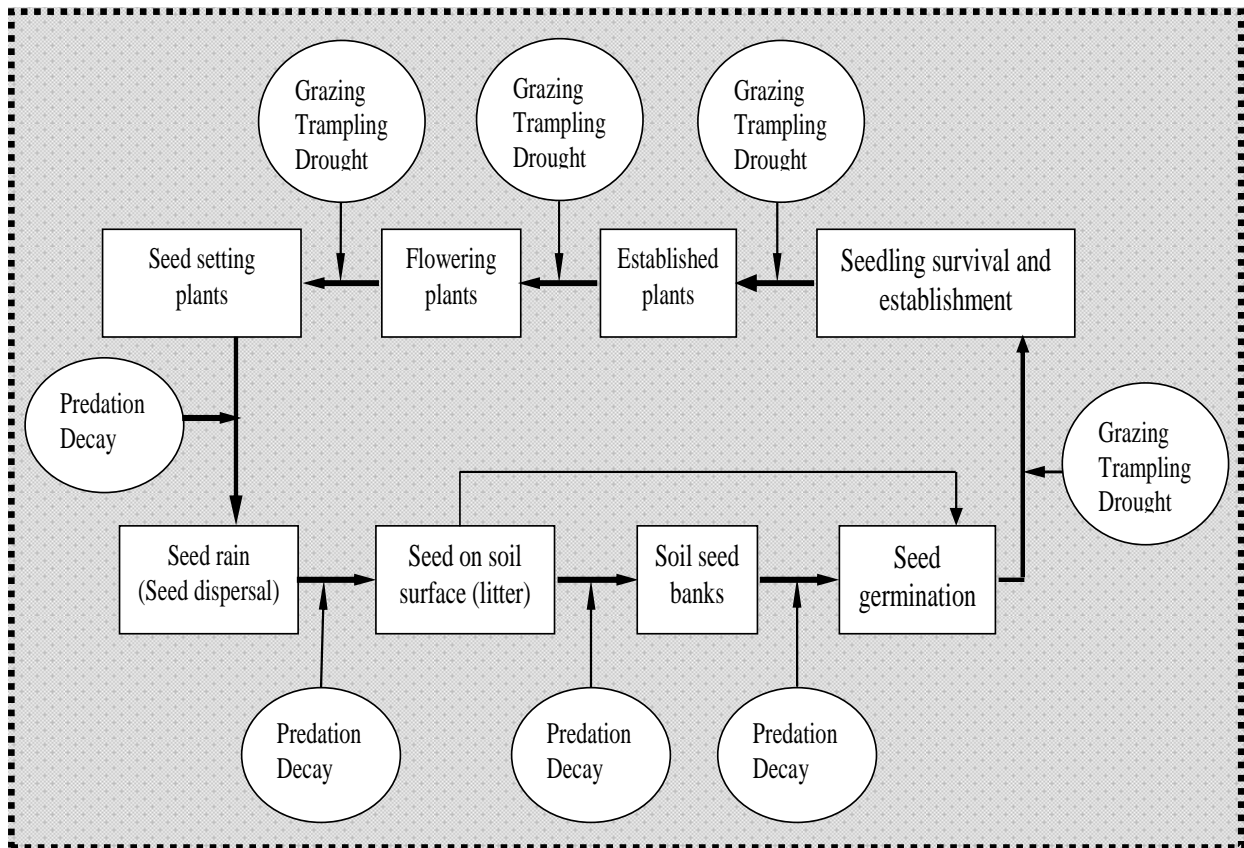 Grazing
Trampling
Drought
Grazing
Trampling
Drought
Grazing
Trampling
Drought
Seed setting
plants
Flowering
plants
Established
plants
Seedling survival and
establishment
Predation
Decay
Grazing
Trampling
Drought
Seed rain
(Seed dispersal)
Seed on soil
surface (litter)
Soil seed
banks
Seed
germination
Predation
Decay
Predation
Decay
Predation
Decay